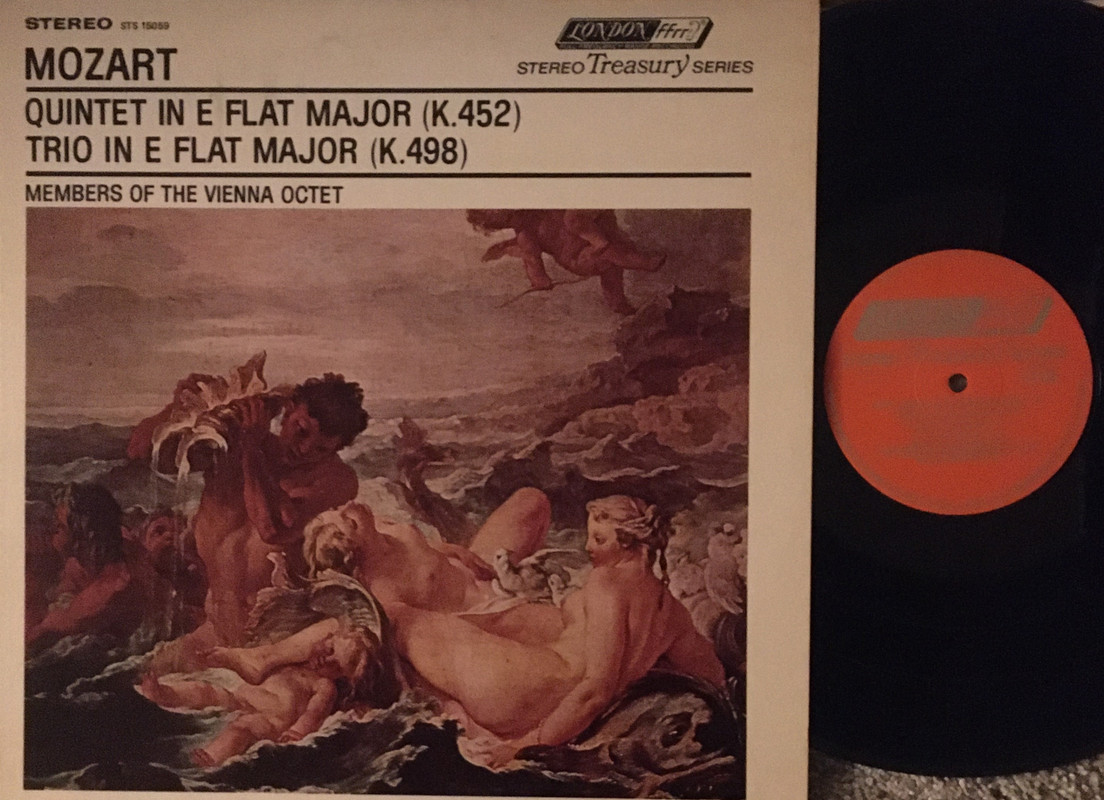 STEREO STS 15059
LONDON ffrr
STEREO Treasury SERIES
MOZART
QUINTET IN E FLAT MAJOR (K.452)
TRIO IN E FLAT MAJOR (K.498)
MEMBERS OF THE VIENNA OCTET